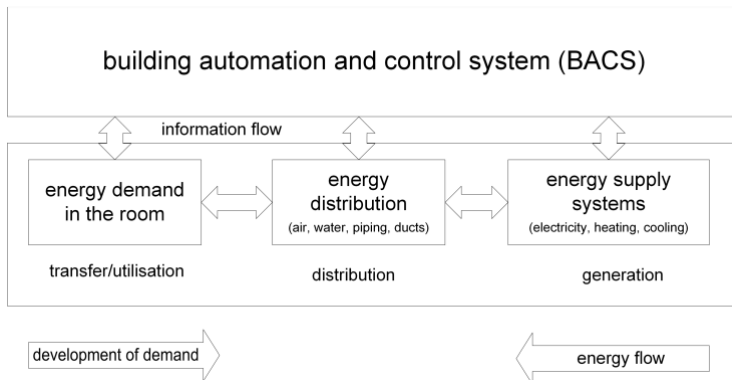 building automation and control system (BACS)
information flow
energy demand
in the room
energy
distribution
(air, water, piping, ducts)
energy supply
systems
(electricity, heating, cooling)
transfer/utilisation
distribution
generation
development of demand
energy flow